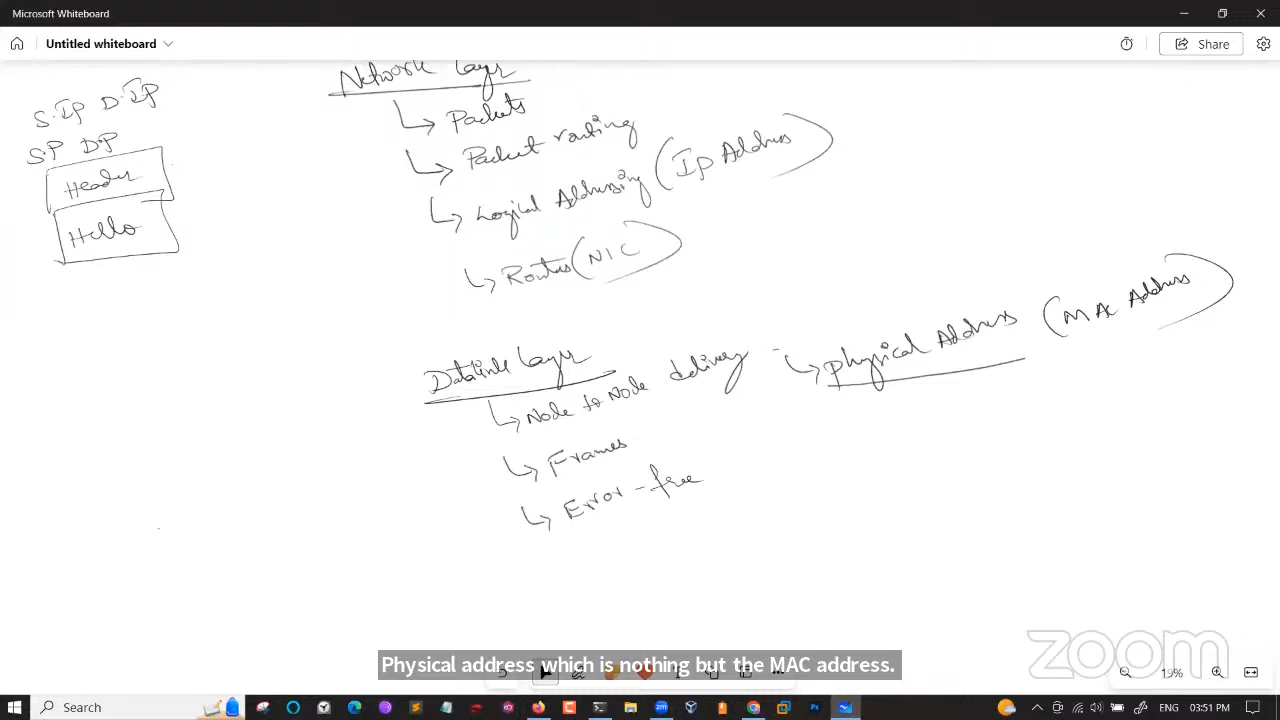 Microsoft Whiteboard
Untitled whiteboard
Share
S.IP D.IP
S.P D.P
Header
Hello
Network Layer
Packets
Packet routing
Logical Addressing (IP Address)
Routers (NIC)
Datalink Layer
Node to Node delivery
Physical Address (MAC Address)
Frames
Error-free
zoom
Physical address which is nothing but the MAC address.
19%
Search
ENG
03:51 PM